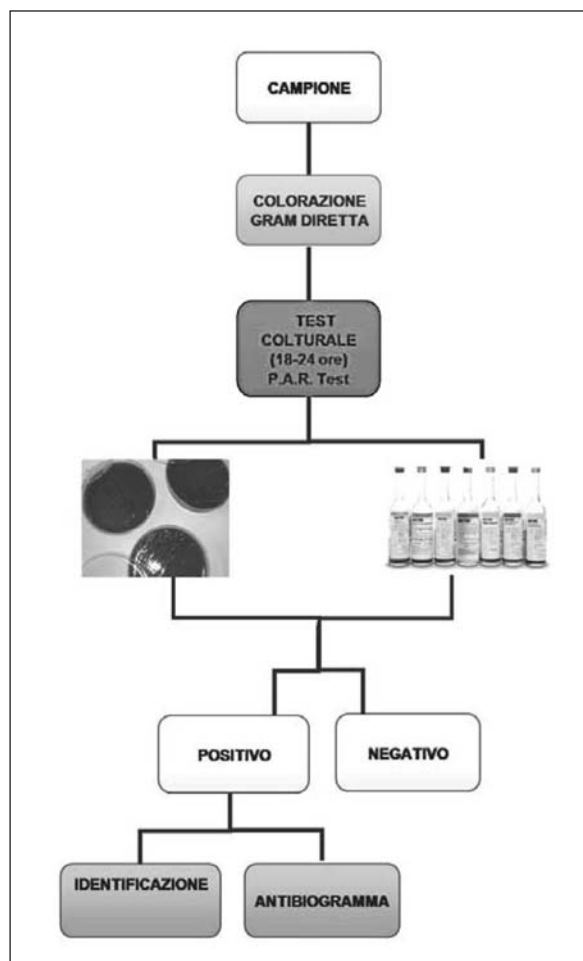 CAMPIONE
COLORAZIONE
GRAM DIRETTA
TEST
COLTURALE
(18-24 ore)
P.A.R. Test
POSITIVO
NEGATIVO
IDENTIFICAZIONE
ANTIBIOGRAMMA